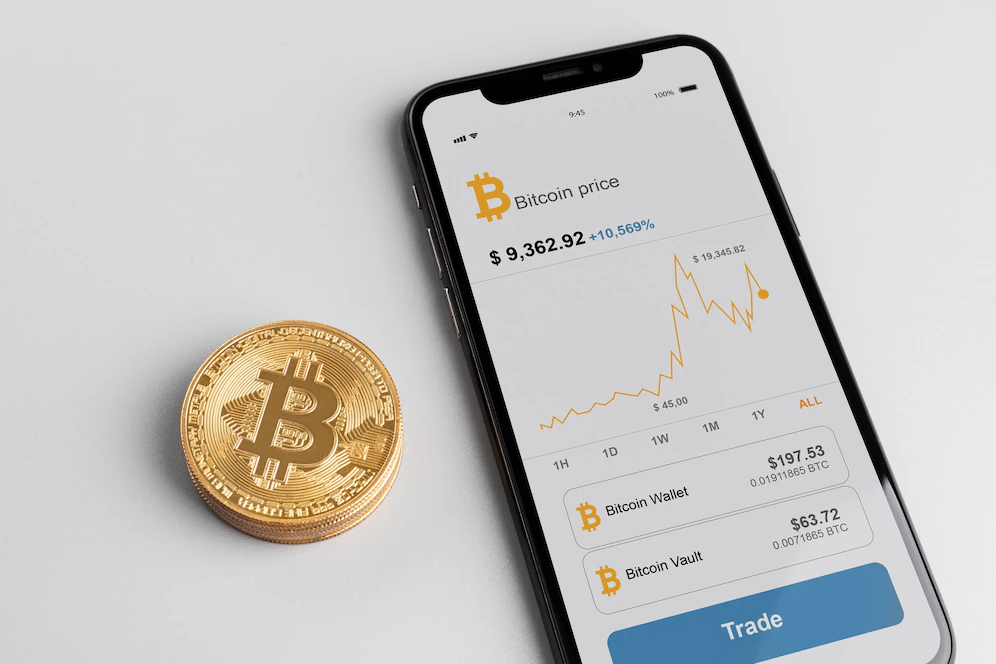 9:45
100%
Bitcoin price
$ 9,362.92 +10,569%
$ 19,345.82
$ 45,00
1H 1D 1W 1M 1Y ALL
Bitcoin Wallet
$197.53
0.01911865 BTC
Bitcoin Vault
$63.72
0.0071865 BTC
Trade